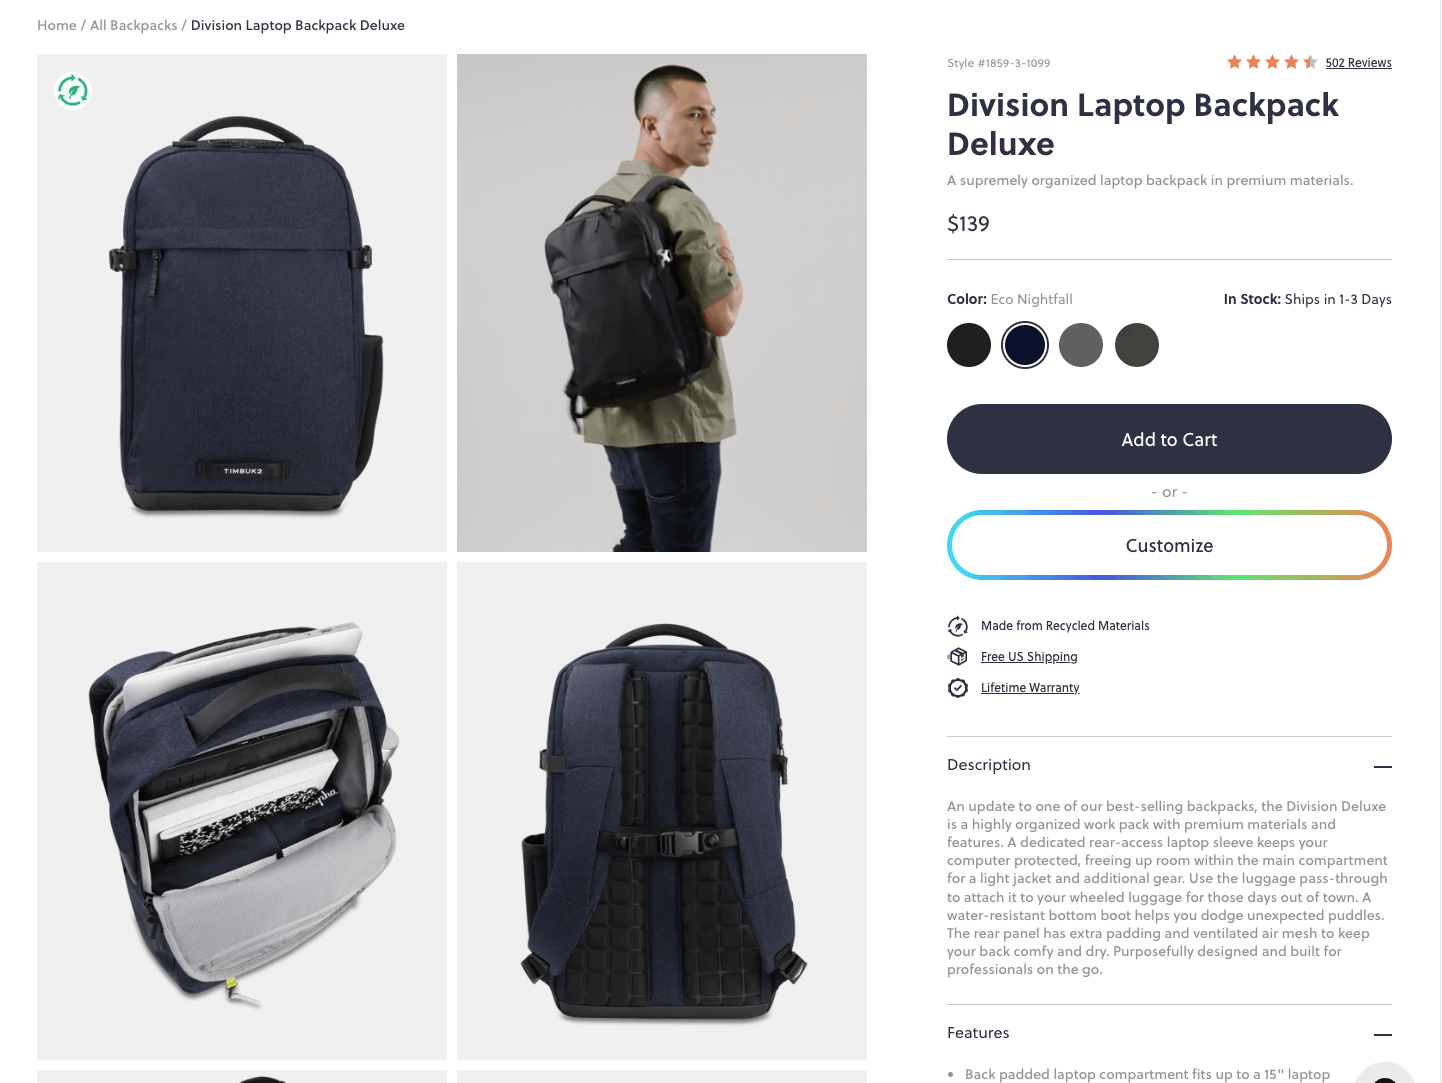 Home / All Backpacks / Division Laptop Backpack Deluxe
Style #1859-3-1099
502 Reviews
Division Laptop Backpack
Deluxe
A supremely organized laptop backpack in premium materials.
$139
Color: Eco Nightfall
In Stock: Ships in 1-3 Days
Add to Cart
- or -
Customize
Made from Recycled Materials
Free US Shipping
Lifetime Warranty
Description
An update to one of our best-selling backpacks, the Division Deluxe
is a highly organized work pack with premium materials and
features. A dedicated rear-access laptop sleeve keeps your
computer protected, freeing up room within the main compartment
for a light jacket and additional gear. Use the luggage pass-through
to attach it to your wheeled luggage for those days out of town. A
water-resistant bottom boot helps you dodge unexpected puddles.
The rear panel has extra padding and ventilated air mesh to keep
your back comfy and dry. Purposefully designed and built for
professionals on the go.
Features
• Back padded laptop compartment fits up to a 15" laptop
TIMBUK2